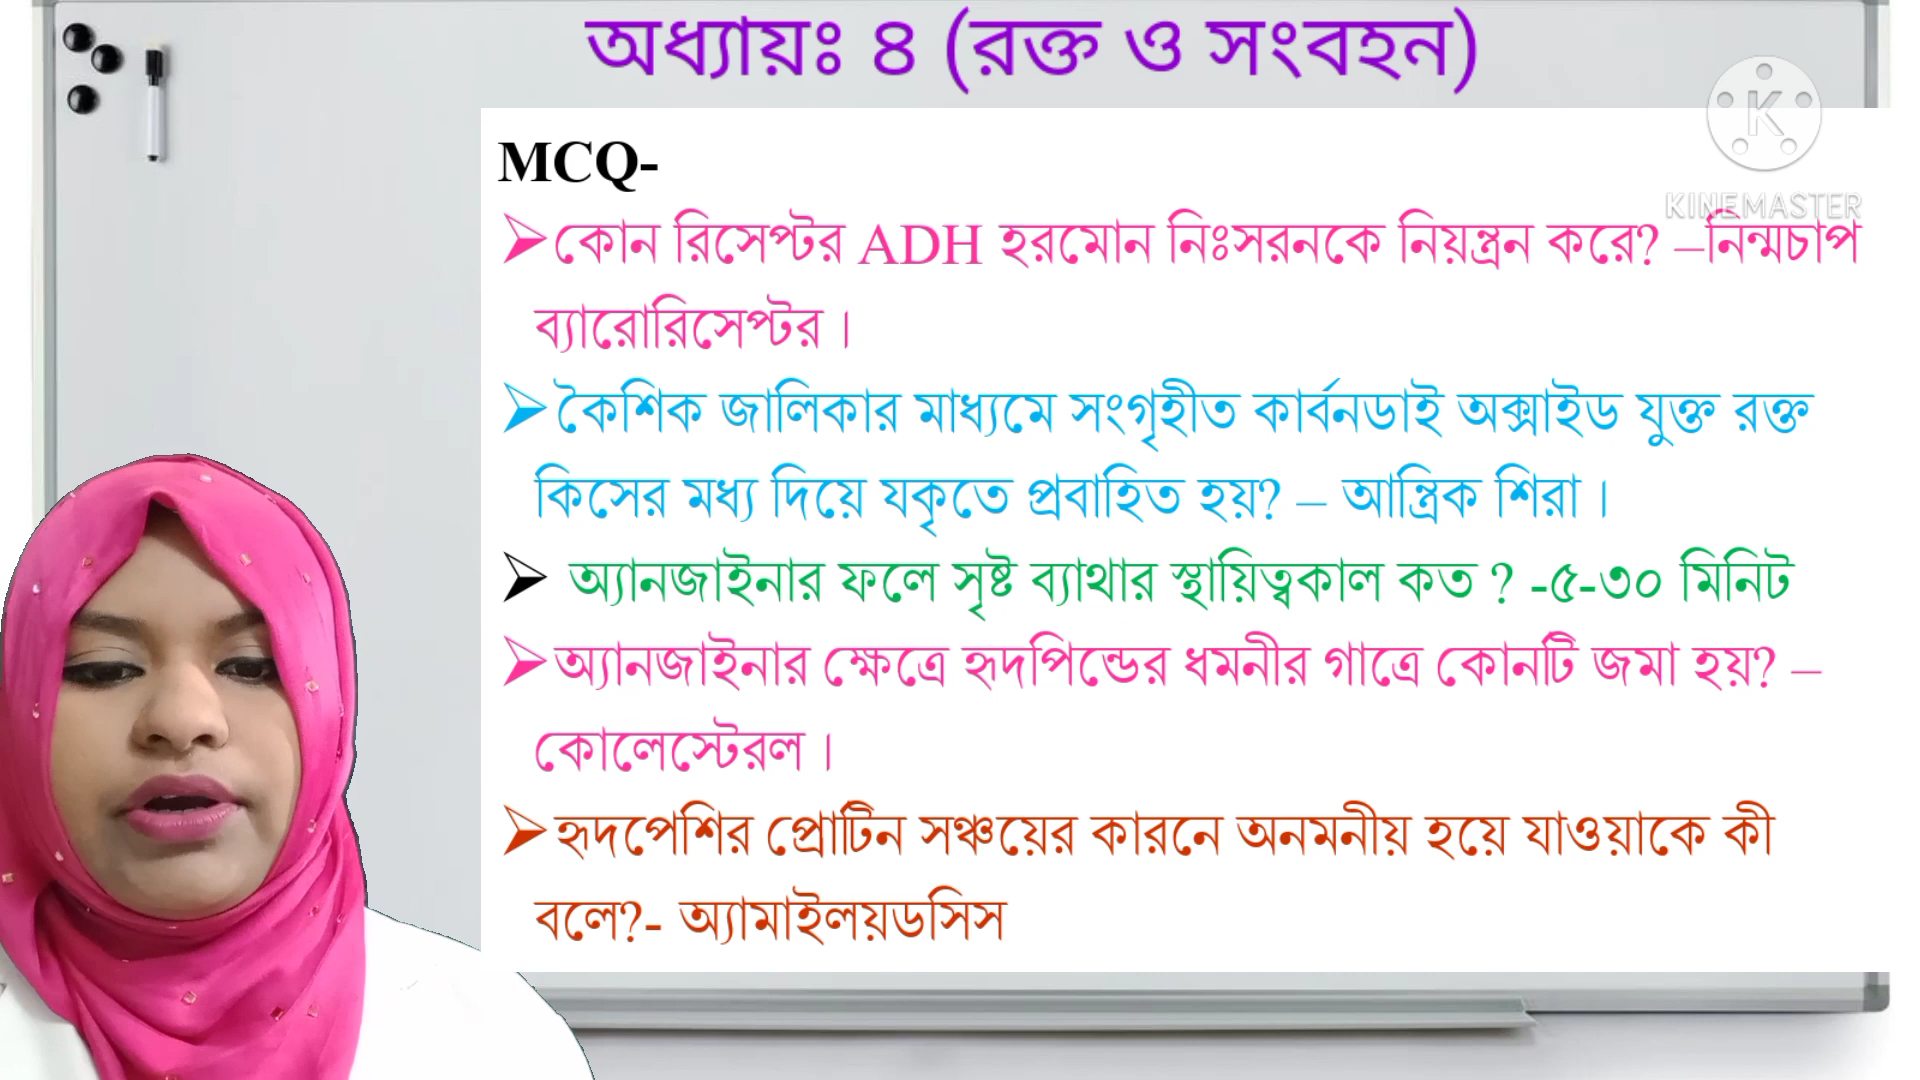 অধ্যায়ঃ ৪ (রক্ত ও সংবহন)
K
KINEMASTER
MCQ-
➢কোন রিসেপ্টর ADH হরমোন নিঃসরনকে নিয়ন্ত্রন করে? –নিন্মচাপ
ব্যারোরিসেপ্টর।
➢কৈশিক জালিকার মাধ্যমে সংগৃহীত কার্বনডাই অক্সাইড যুক্ত রক্ত
কিসের মধ্য দিয়ে যকৃতে প্রবাহিত হয়? – আন্ত্রিক শিরা।
➢ অ্যানজাইনার ফলে সৃষ্ট ব্যাথার স্থায়িত্বকাল কত ? -৫-৩০ মিনিট
➢অ্যানজাইনার ক্ষেত্রে হৃদপিন্ডের ধমনীর গাত্রে কোনটি জমা হয়? –
কোলেস্টেরল।
➢হৃদপেশির প্রোটিন সঞ্চয়ের কারনে অনমনীয় হয়ে যাওয়াকে কী
বলে?- অ্যামাইলয়ডসিস